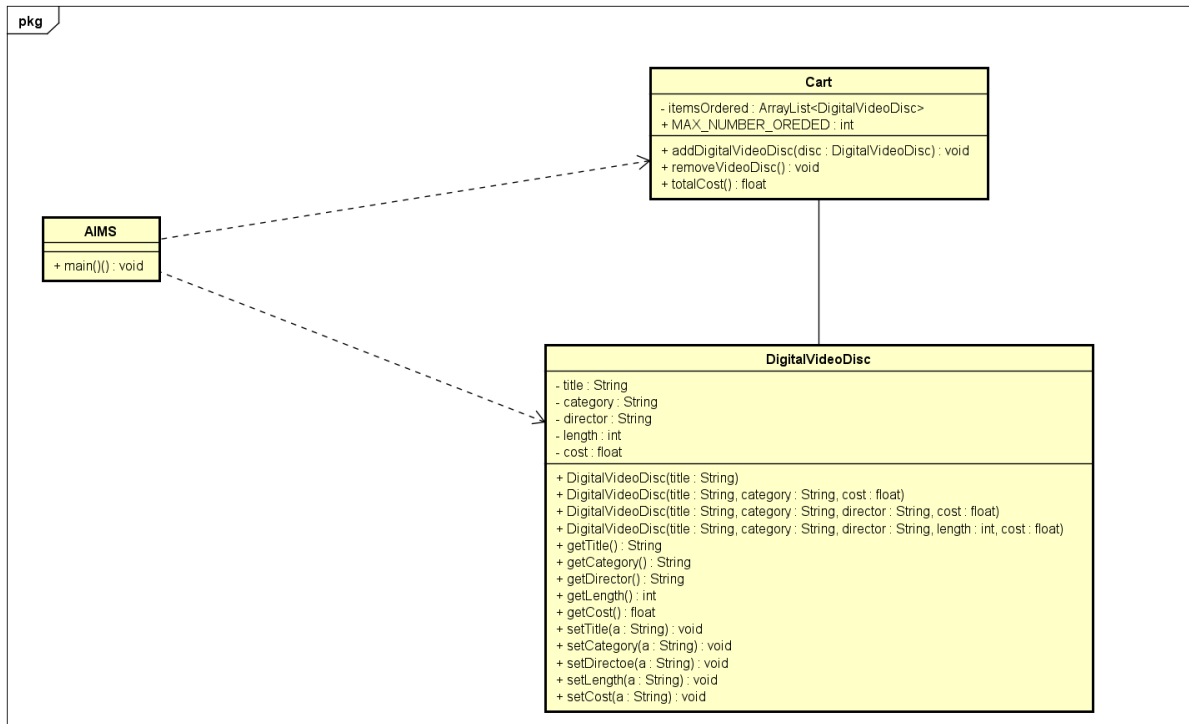 pkg
Cart
- itemsOrdered : ArrayList<DigitalVideoDisc>
+ MAX_NUMBER_OREDED : int
+ addDigitalVideoDisc(disc : DigitalVideoDisc) : void
+ removeVideoDisc() : void
+ totalCost() : float
AIMS
+ main()() : void
DigitalVideoDisc
- title : String
- category : String
- director : String
- length : int
- cost : float
+ DigitalVideoDisc(title : String)
+ DigitalVideoDisc(title : String, category : String, cost : float)
+ DigitalVideoDisc(title : String, category : String, director : String, cost : float)
+ DigitalVideoDisc(title : String, category : String, director : String, length : int, cost : float)
+ getTitle() : String
+ getCategory() : String
+ getDirector() : String
+ getLength() : int
+ getCost() : float
+ setTitle(a : String) : void
+ setCategory(a : String) : void
+ setDirectoe(a : String) : void
+ setLength(a : String) : void
+ setCost(a : String) : void